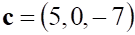 c = (5, 0, − 7)